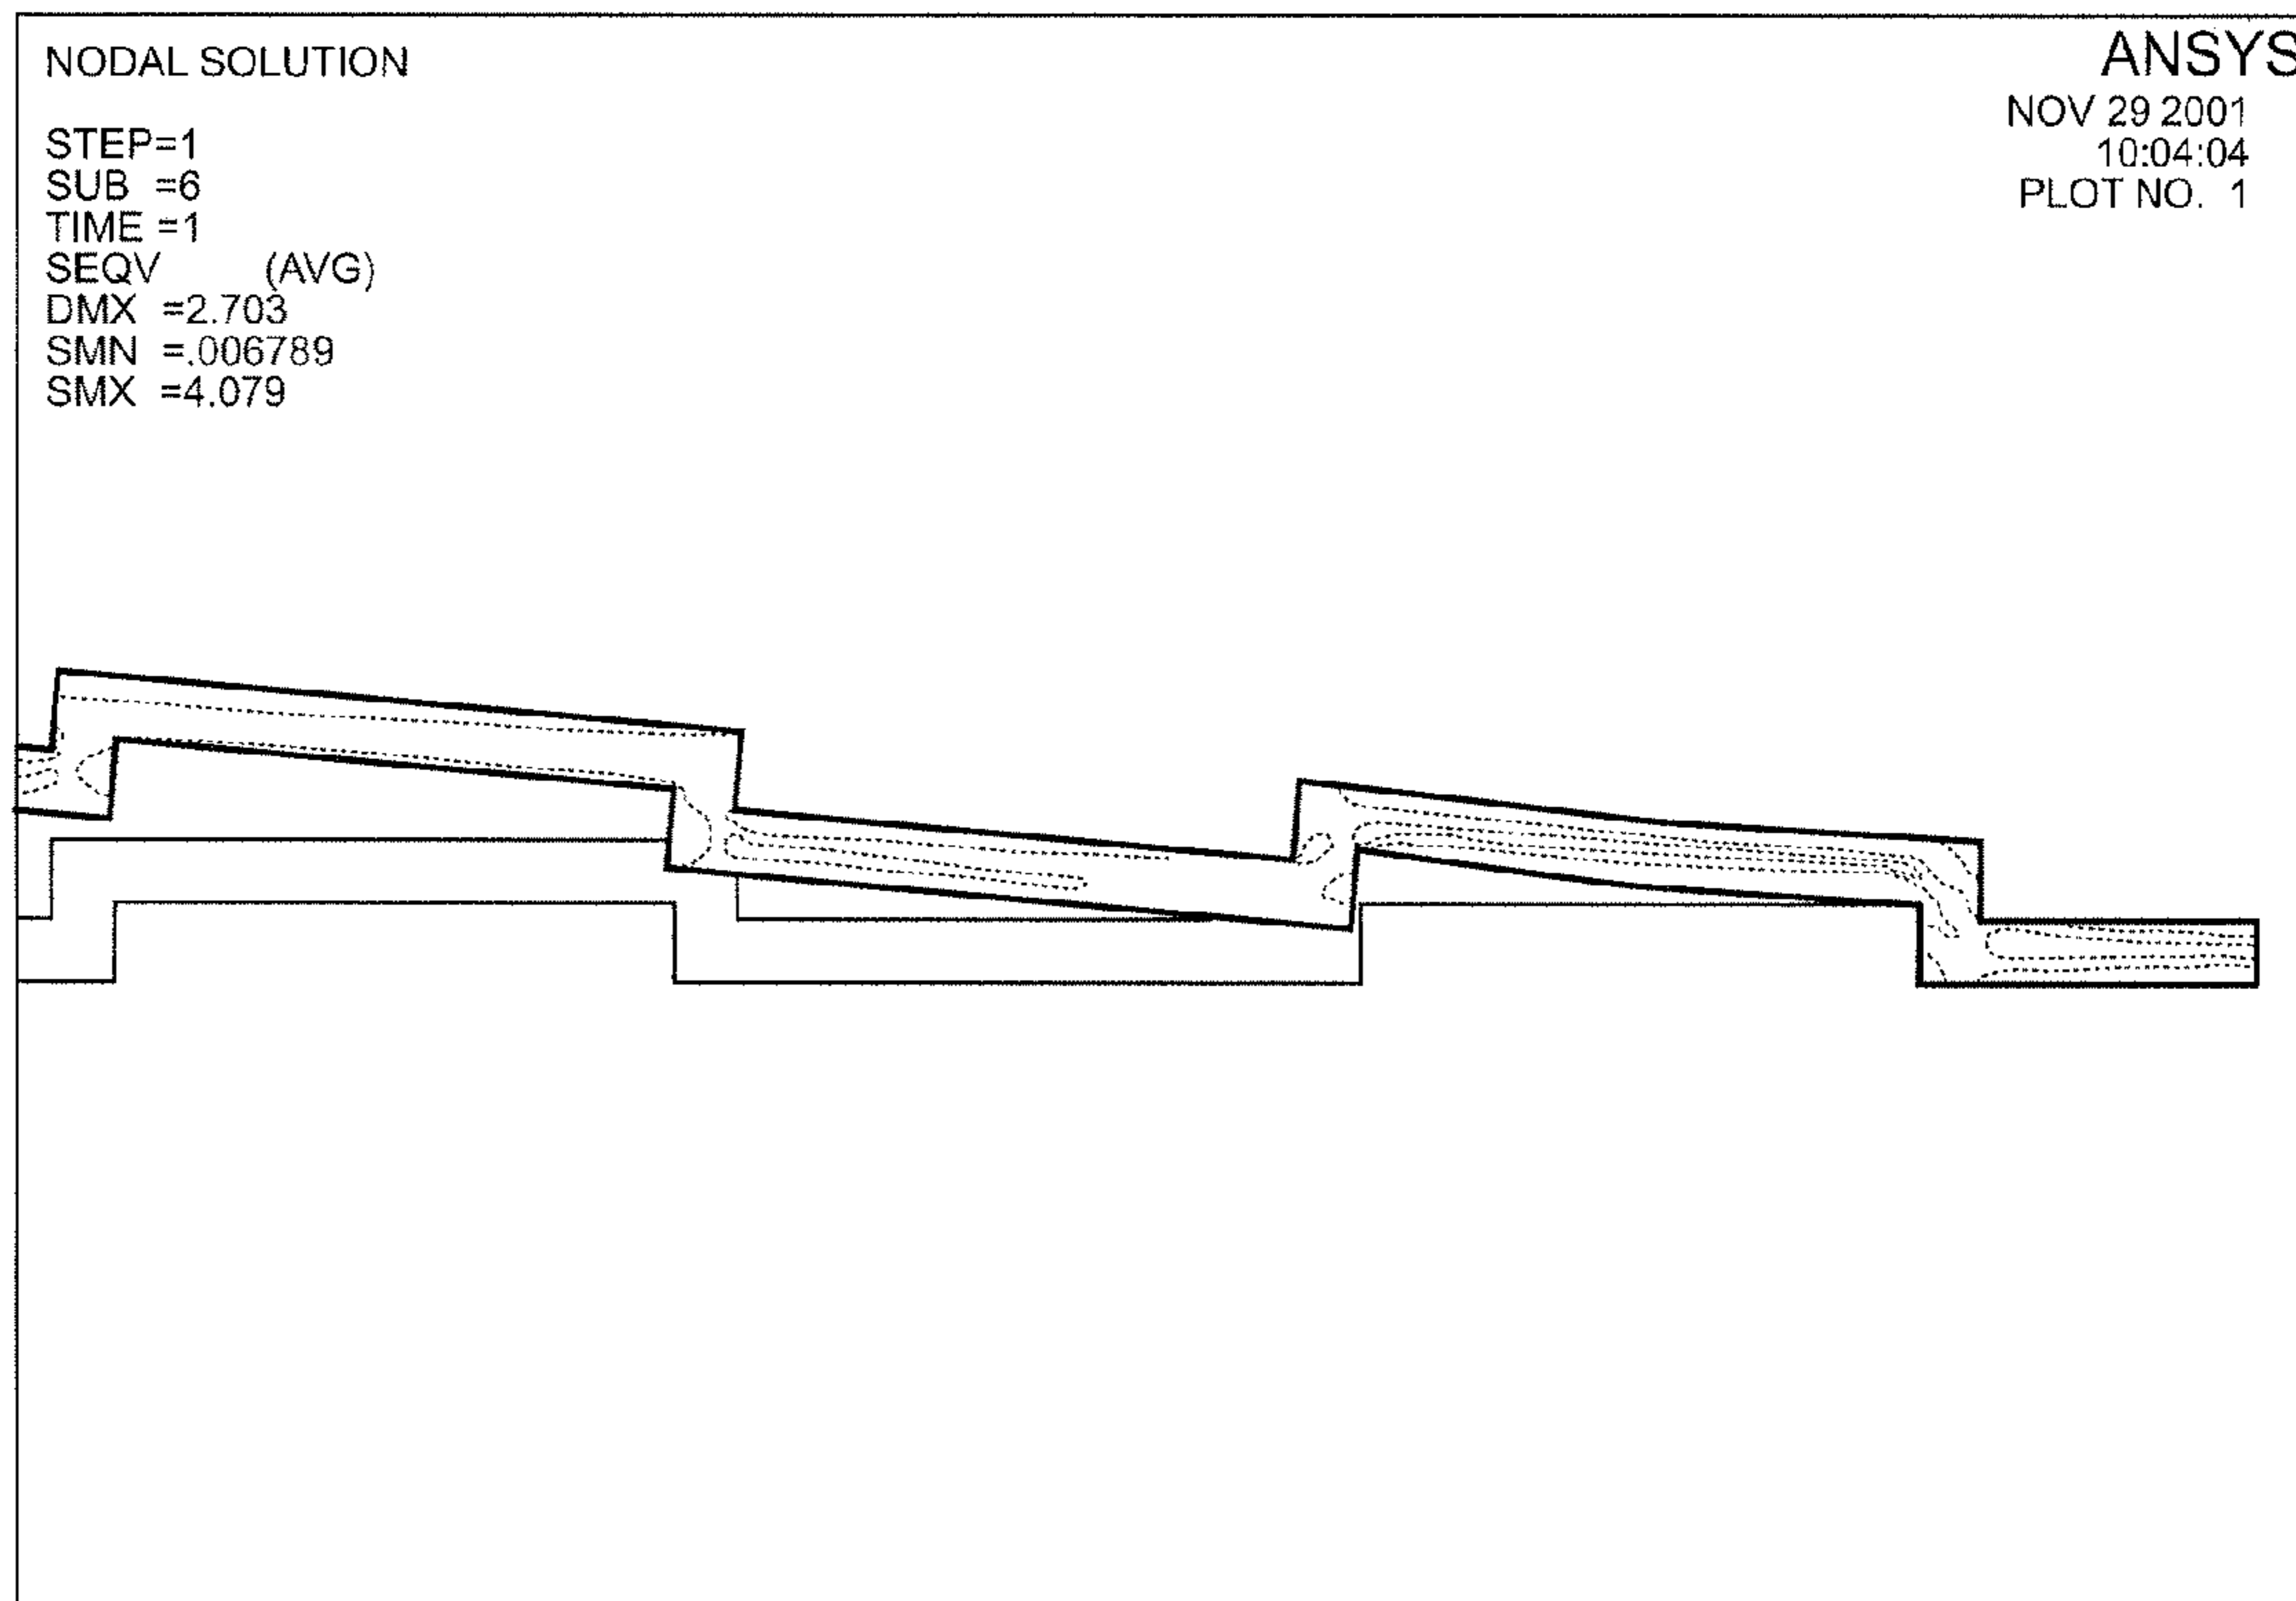 NODAL SOLUTION
STEP=1
SUB =6
TIME =1
SEQV (AVG)
DMX =2.703
SMN =.006789
SMX =4.079
ANSYS
NOV 29 2001
10:04:04
PLOT NO. 1